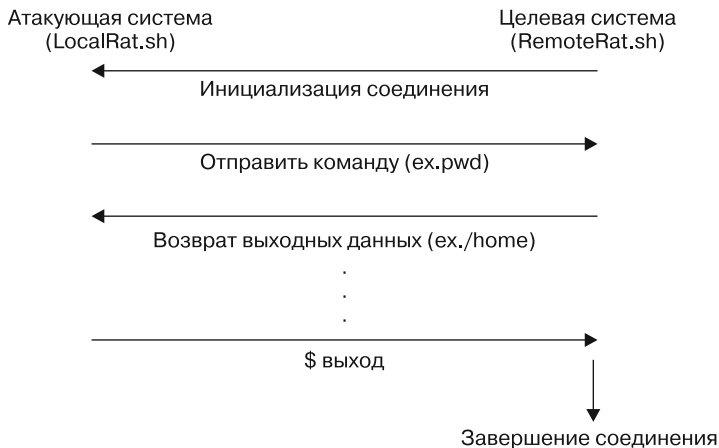 Атакующая система
(LocalRat.sh)
Целевая система
(RemoteRat.sh)
Инициализация соединения
Отправить команду (ex.pwd)
Возврат выходных данных (ex./home)
.
.
.
$ выход
Завершение соединения